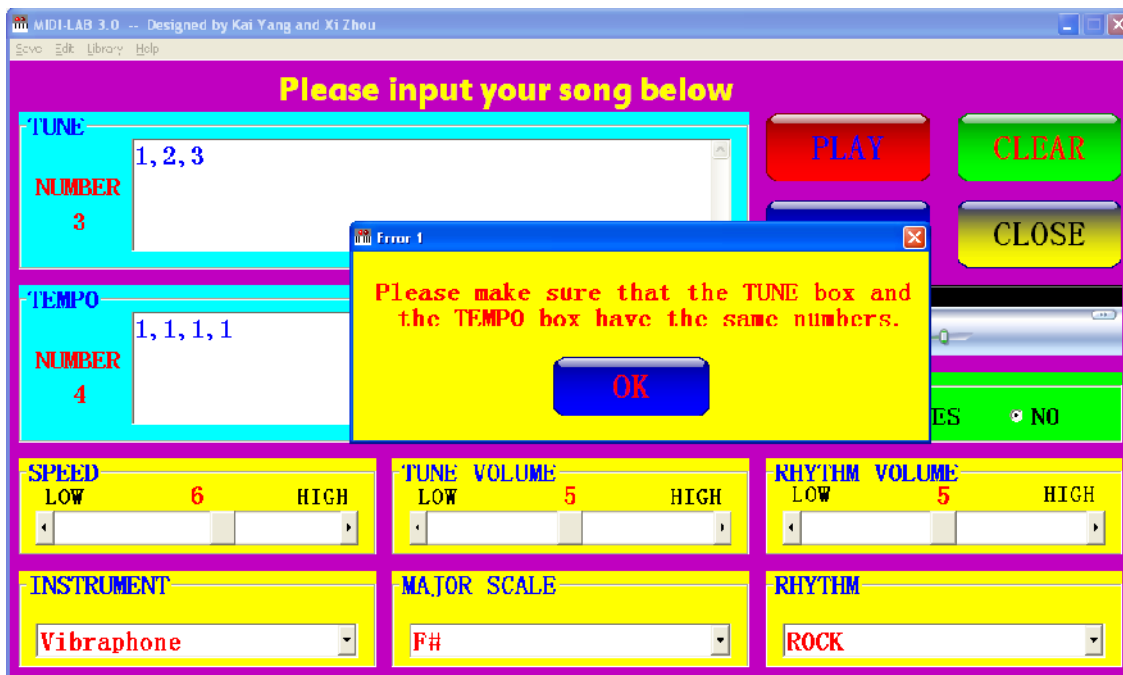 MIDI-LAB 3.0 -- Designed by Kai Yang and Xi Zhou
Save Edit Library Help
Please input your song below
TUNE
1,2,3
NUMBER
3
PLAY
CLEAR
CLOSE
Error 1
Please make sure that the TUNE box and
the TEMPO box have the same numbers.
OK
TEMPO
1,1,1,1
NUMBER
4
ES
NO
SPEED
LOW 6 HIGH
TUNE VOLUME
LOW 5 HIGH
RHYTHM VOLUME
LOW 5 HIGH
INSTRUMENT
Vibraphone
MAJOR SCALE
F#
RHYTHM
ROCK